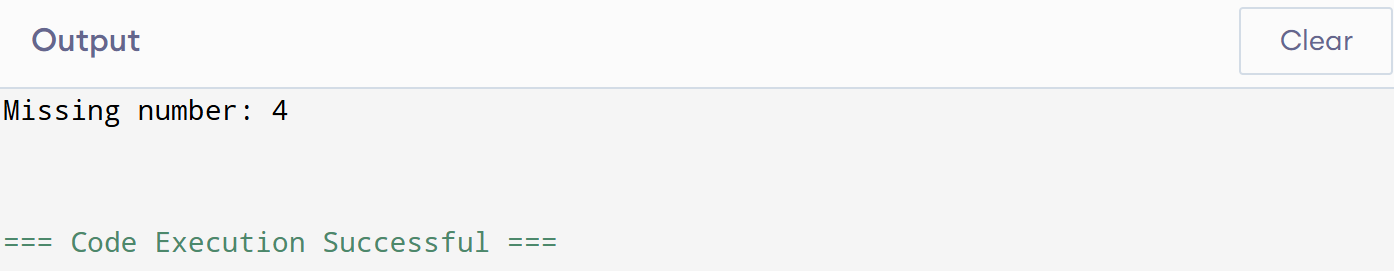 Output
Clear
Missing number: 4
=== Code Execution Successful ===